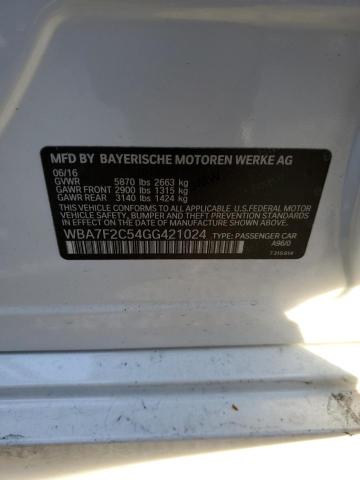 MFD BY BAYERISCHE MOTOREN WERKE AG
06/16
GVWR 5870 lbs 2663 kg
GAWR FRONT 2900 lbs 1315 kg
GAWR REAR 3140 lbs 1424 kg
THIS VEHICLE CONFORMS TO ALL APPLICABLE U.S.FEDERAL MOTOR
VEHICLE SAFETY, BUMPER, AND THEFT PREVENTION STANDARDS IN
EFFECT ON THE DATE OF MANUFACTURE SHOWN ABOVE.
WBA7F2C54GG421024 TYPE: PASSENGER CAR
A96/0